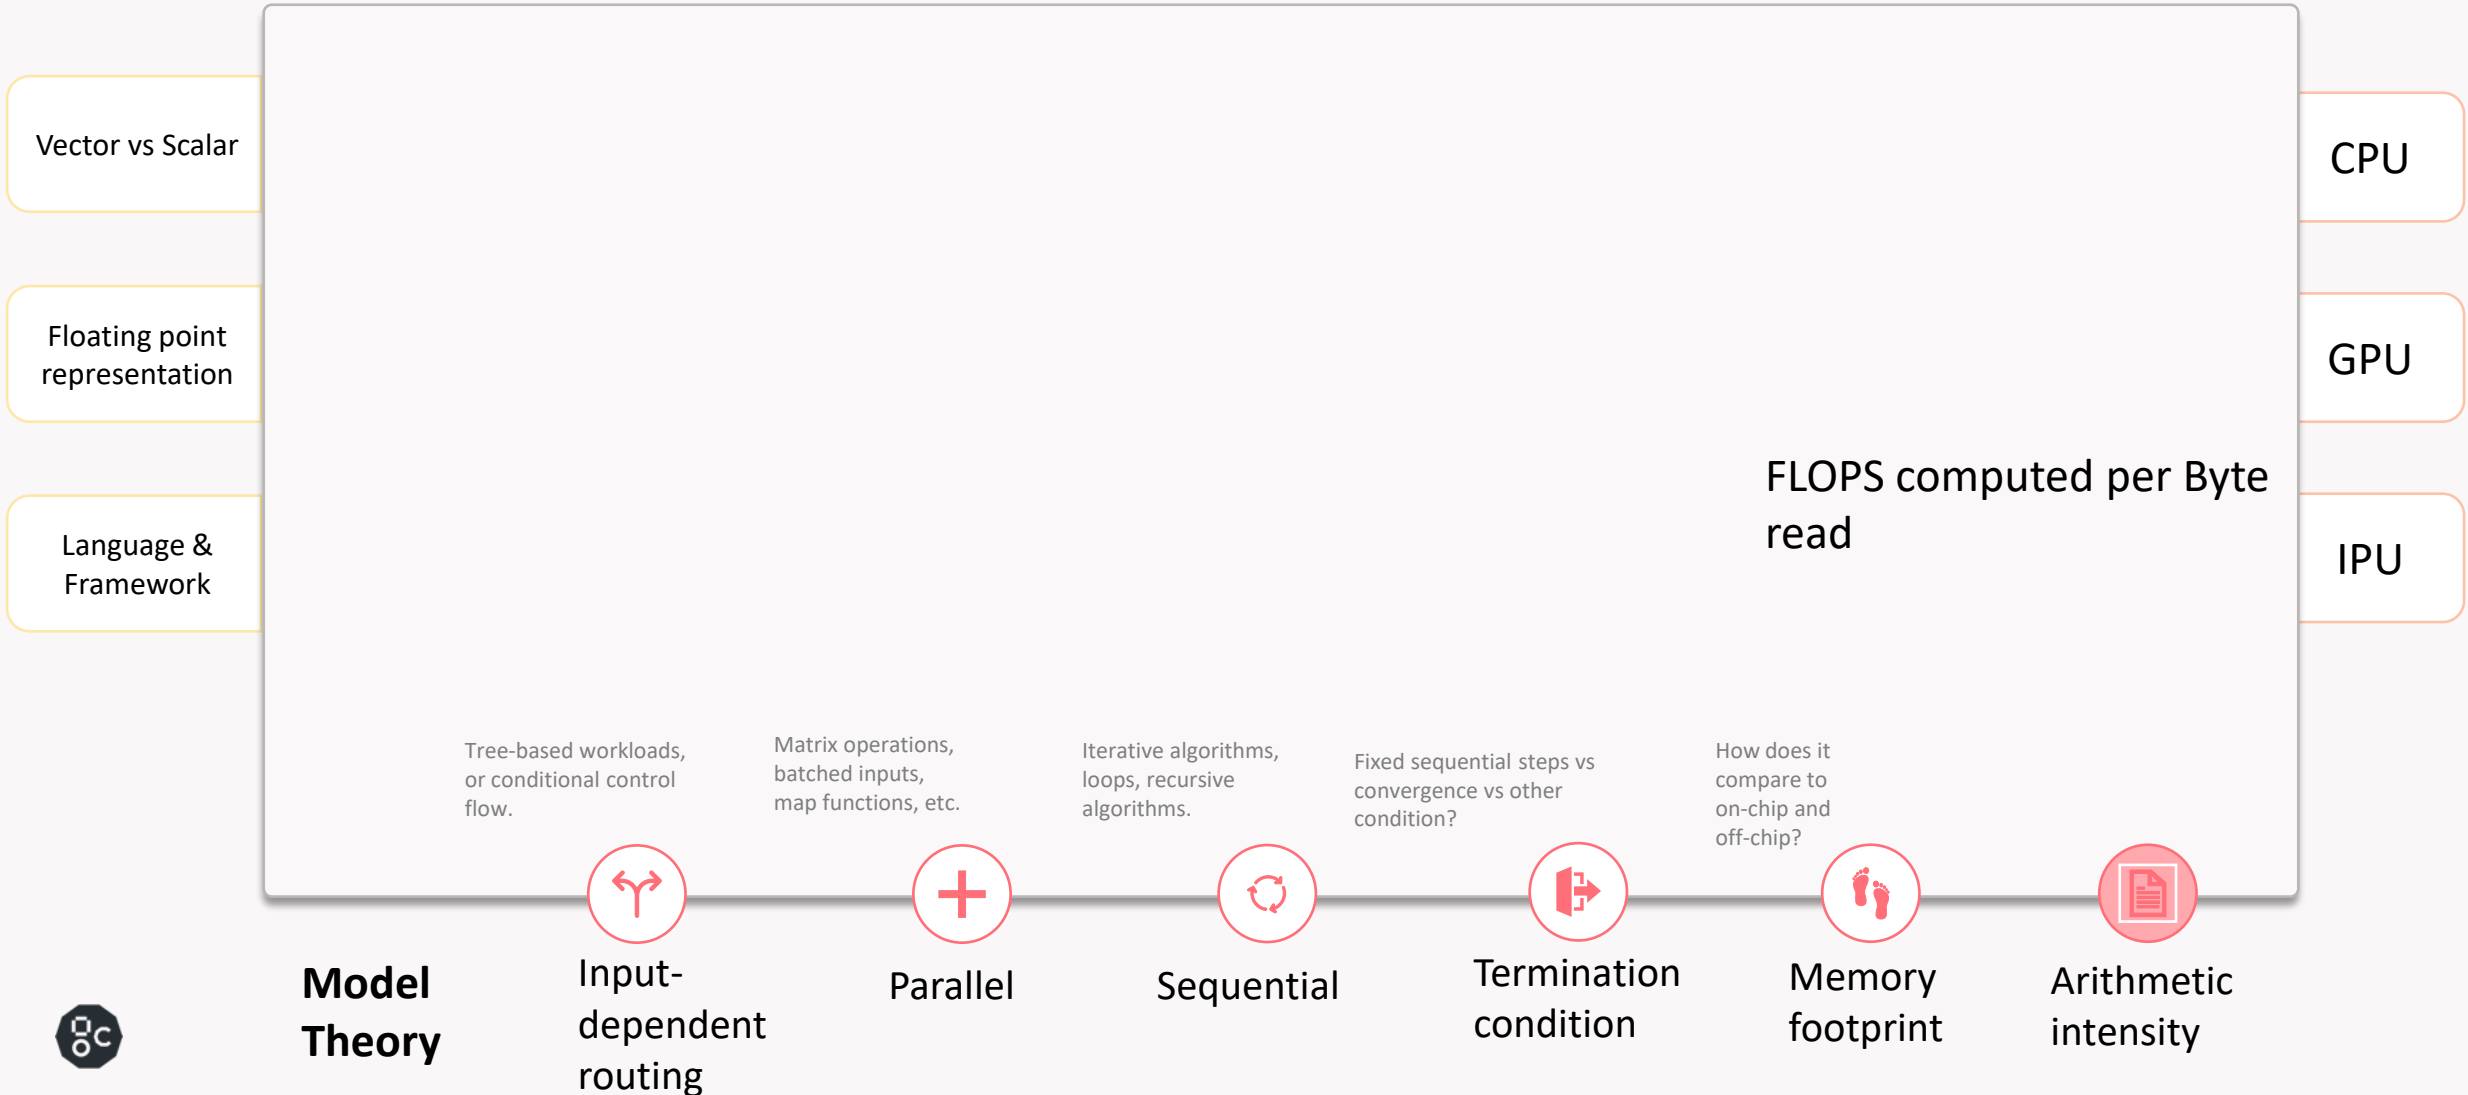 Vector vs Scalar
Floating point
representation
Language &
Framework
CPU
GPU
IPU
FLOPS computed per Byte
read
Tree-based workloads,
or conditional control
flow.
Matrix operations,
batched inputs,
map functions, etc.
Iterative algorithms,
loops, recursive
algorithms.
Fixed sequential steps vs
convergence vs other
condition?
How does it
compare to
on-chip and
off-chip?
Model
Theory
Input-
dependent
routing
Parallel
Sequential
Termination
condition
Memory
footprint
Arithmetic
intensity
gc